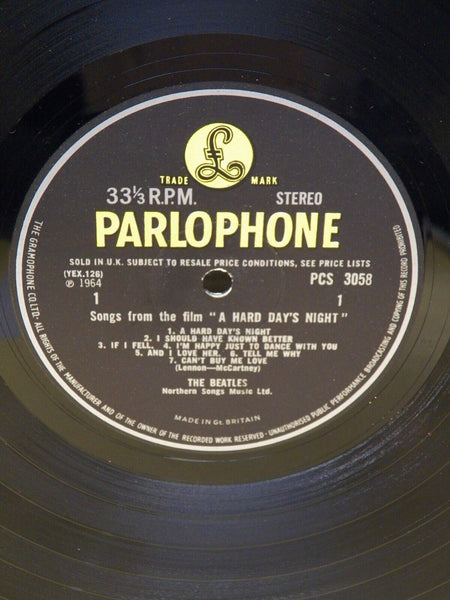 £
TRADE MARK
33⅓ R.P.M. STEREO
PARLOPHONE
SOLD IN U.K. SUBJECT TO RESALE PRICE CONDITIONS, SEE PRICE LISTS
(YEX.126) PCS 3058
℗ 1964
1 1
Songs from the film "A HARD DAY'S NIGHT"
1. A HARD DAY'S NIGHT
2. I SHOULD HAVE KNOWN BETTER
3. IF I FELL. 4. I'M HAPPY JUST TO DANCE WITH YOU
5. AND I LOVE HER. 6. TELL ME WHY
7. CAN'T BUY ME LOVE
(Lennon—McCartney)
THE BEATLES
Northern Songs Music Ltd.
MADE IN Gt. BRITAIN
THE GRAMOPHONE CO. LTD. ALL RIGHTS OF THE MANUFACTURER AND OF THE OWNER OF THE RECORDED WORK RESERVED · UNAUTHORISED PUBLIC PERFORMANCE BROADCASTING AND COPYING OF THIS RECORD PROHIBITED